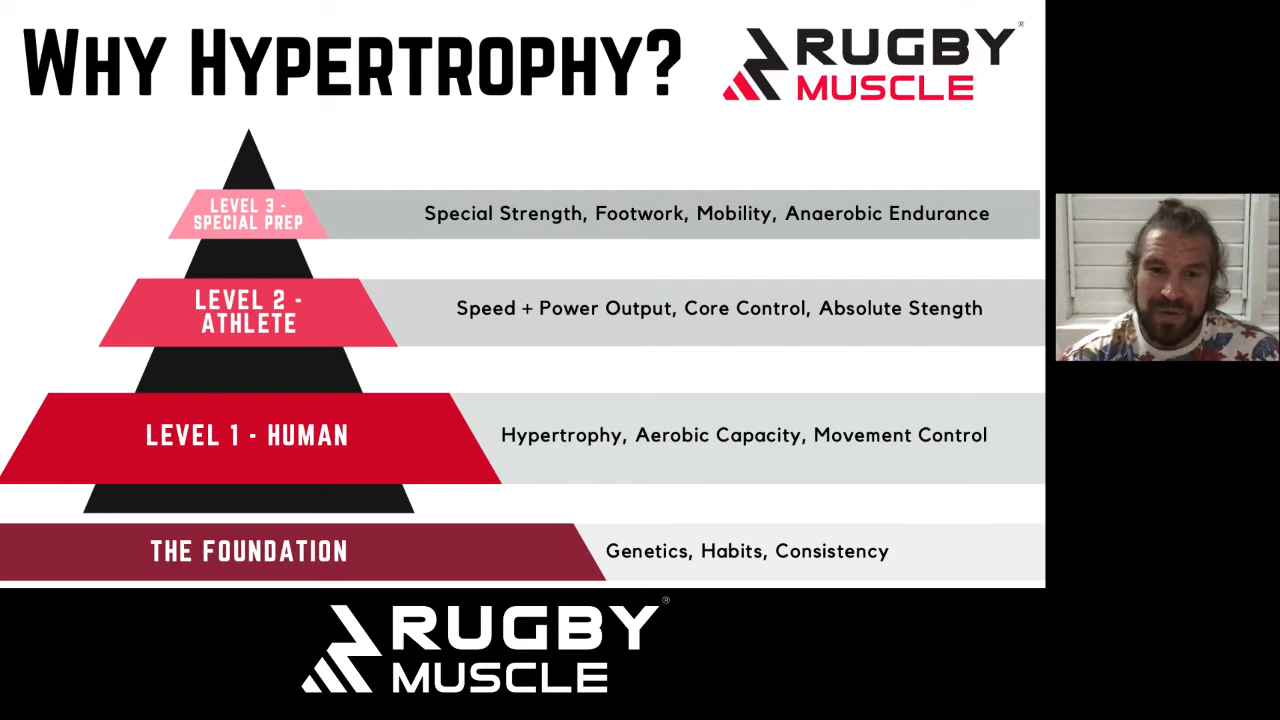 WHY HYPERTROPHY?
RUGBY®
MUSCLE
LEVEL 3 -
SPECIAL PREP
Special Strength, Footwork, Mobility, Anaerobic Endurance
LEVEL 2 -
ATHLETE
Speed + Power Output, Core Control, Absolute Stength
LEVEL 1 - HUMAN
Hypertrophy, Aerobic Capacity, Movement Control
THE FOUNDATION
Genetics, Habits, Consistency
RUGBY®
MUSCLE